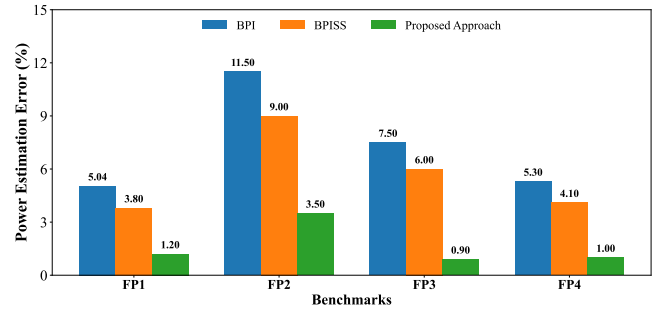 Power Estimation Error (%)
15
12
9
6
3
0
BPI BPISS Proposed Approach
5.04 3.80 1.20
11.50 9.00 3.50
7.50 6.00 0.90
5.30 4.10 1.00
FP1 FP2 FP3 FP4
Benchmarks